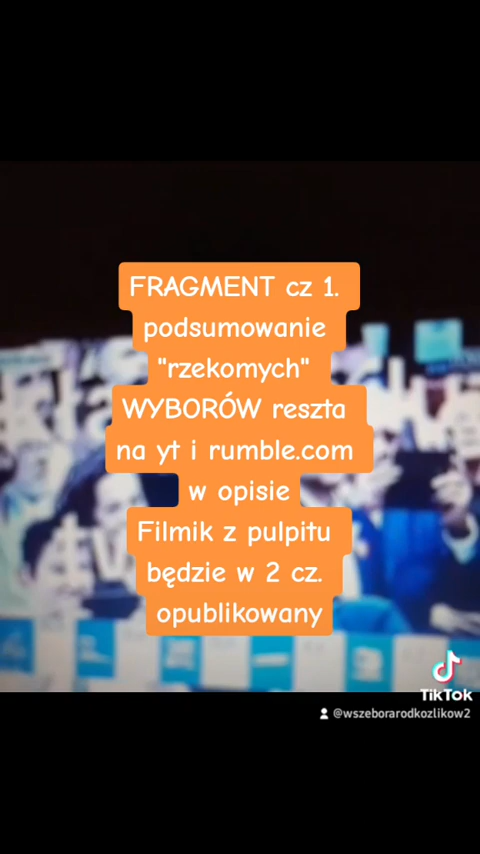 FRAGMENT cz 1.
podsumowanie
"rzekomych"
WYBORÓW reszta
na yt i rumble.com
w opisie
Filmik z pulpitu
będzie w 2 cz.
opublikowany
TikTok
@wszeborarodkozlikow2